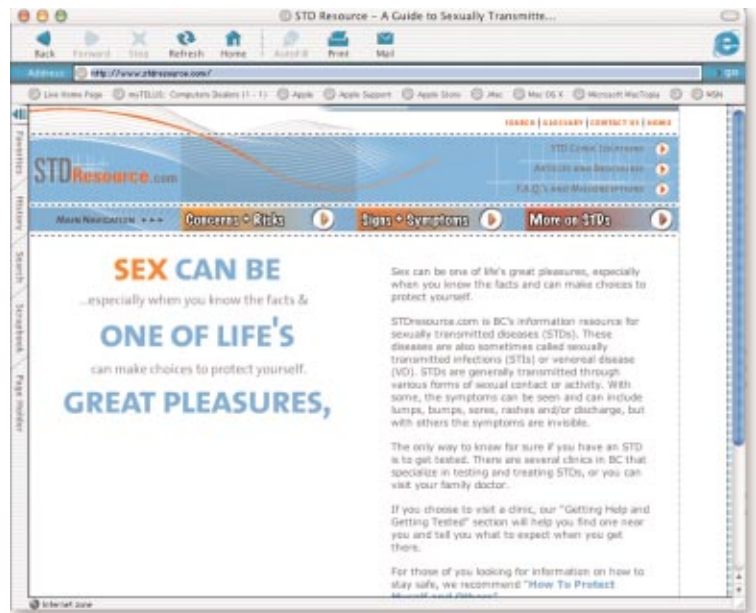 STD Resource – A Guide to Sexually Transmitte...
Back Forward Stop Refresh Home AutoFill Print Mail
Address: http://www.stdresource.com/ go
Live Home Page myTELUS: Computers Dealers (1 - 1) Apple Apple Support Apple Store .Mac Mac OS X Microsoft MacTopia MSN
Favorites
History
Search
Scrapbook
Page Holder
SEARCH | GLOSSARY | CONTACT US | HOME
STD Clinic Locations
Articles and Brochures
F.A.Q.'s and Misconceptions
STDResource.com
Main Navigation
Concerns + Risks
Signs + Symptoms
More on STDs
SEX CAN BE
...especially when you know the facts &
ONE OF LIFE'S
can make choices to protect yourself.
GREAT PLEASURES,
Sex can be one of life's great pleasures, especially
when you know the facts and can make choices to
protect yourself.
STDresource.com is BC's information resource for
sexually transmitted diseases (STDs). These
diseases are also sometimes called sexually
transmitted infections (STIs) or venereal disease
(VD). STDs are generally transmitted through
various forms of sexual contact or activity. With
some, the symptoms can be seen and can include
lumps, bumps, sores, rashes and/or discharge, but
with others the symptoms are invisible.
The only way to know for sure if you have an STD
is to get tested. There are several clinics in BC that
specialize in testing and treating STDs, or you can
visit your family doctor.
If you choose to visit a clinic, our "Getting Help and
Getting Tested" section will help you find one near
you and tell you what to expect when you get
there.
For those of you looking for information on how to
stay safe, we recommend "How To Protect
Myself and Others"
Internet zone